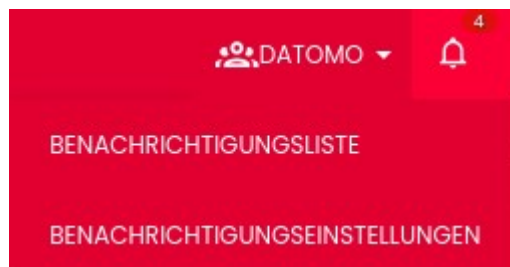 4
DATOMO
BENACHRICHTIGUNGSLISTE
BENACHRICHTIGUNGSEINSTELLUNGEN